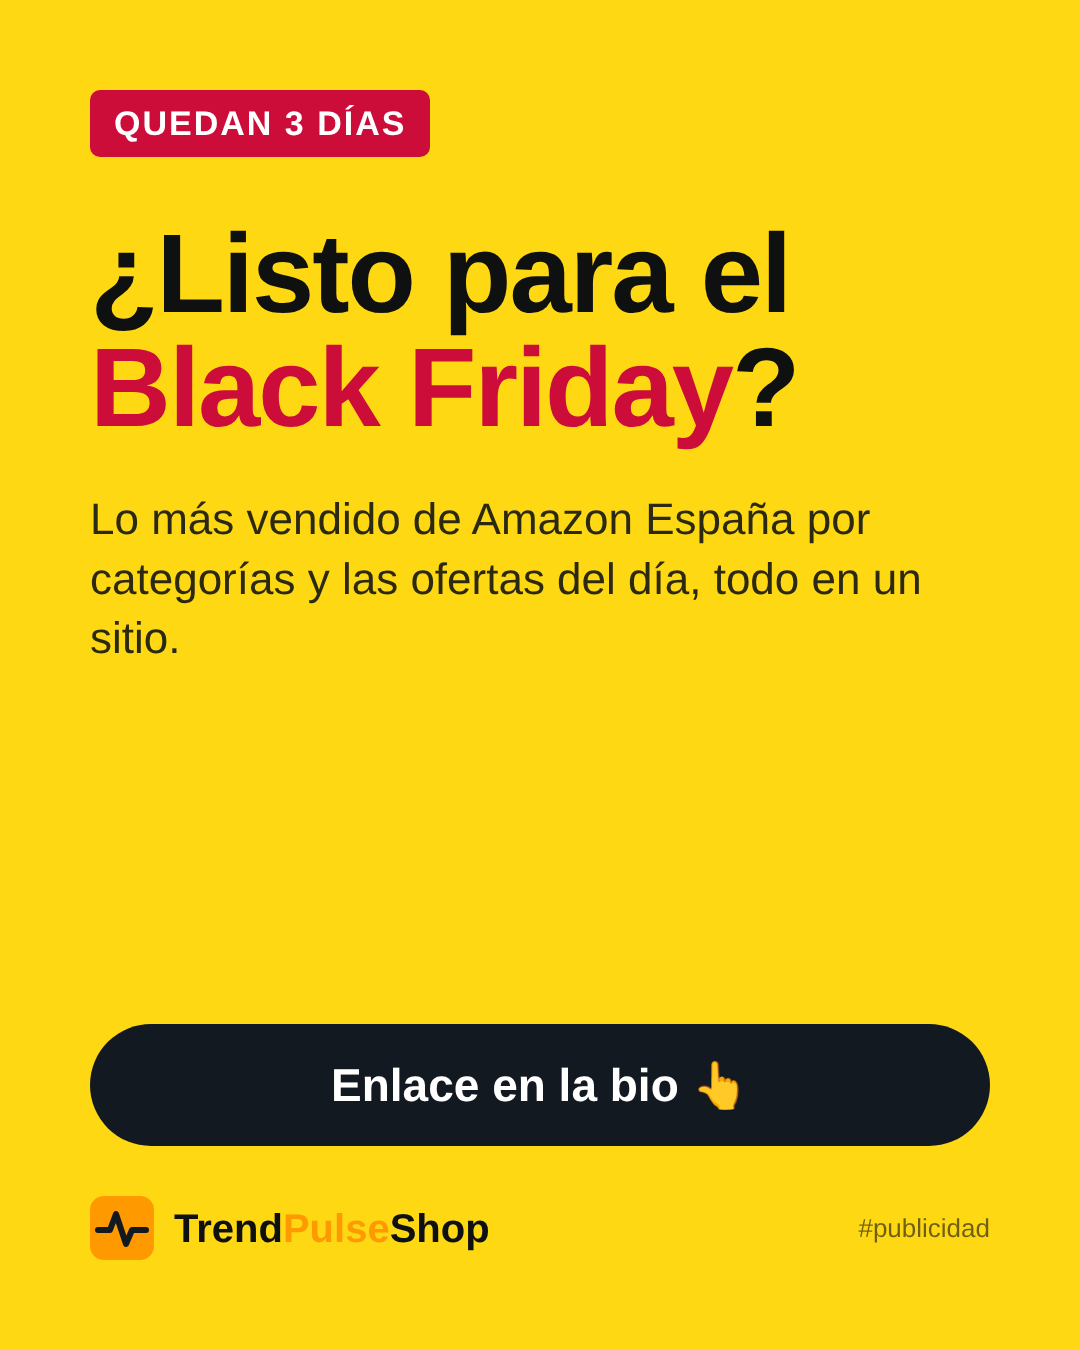 QUEDAN 3 DÍAS
¿Listo para el
Black Friday?
Lo más vendido de Amazon España por
categorías y las ofertas del día, todo en un
sitio.
Enlace en la bio 👆
TrendPulseShop
#publicidad